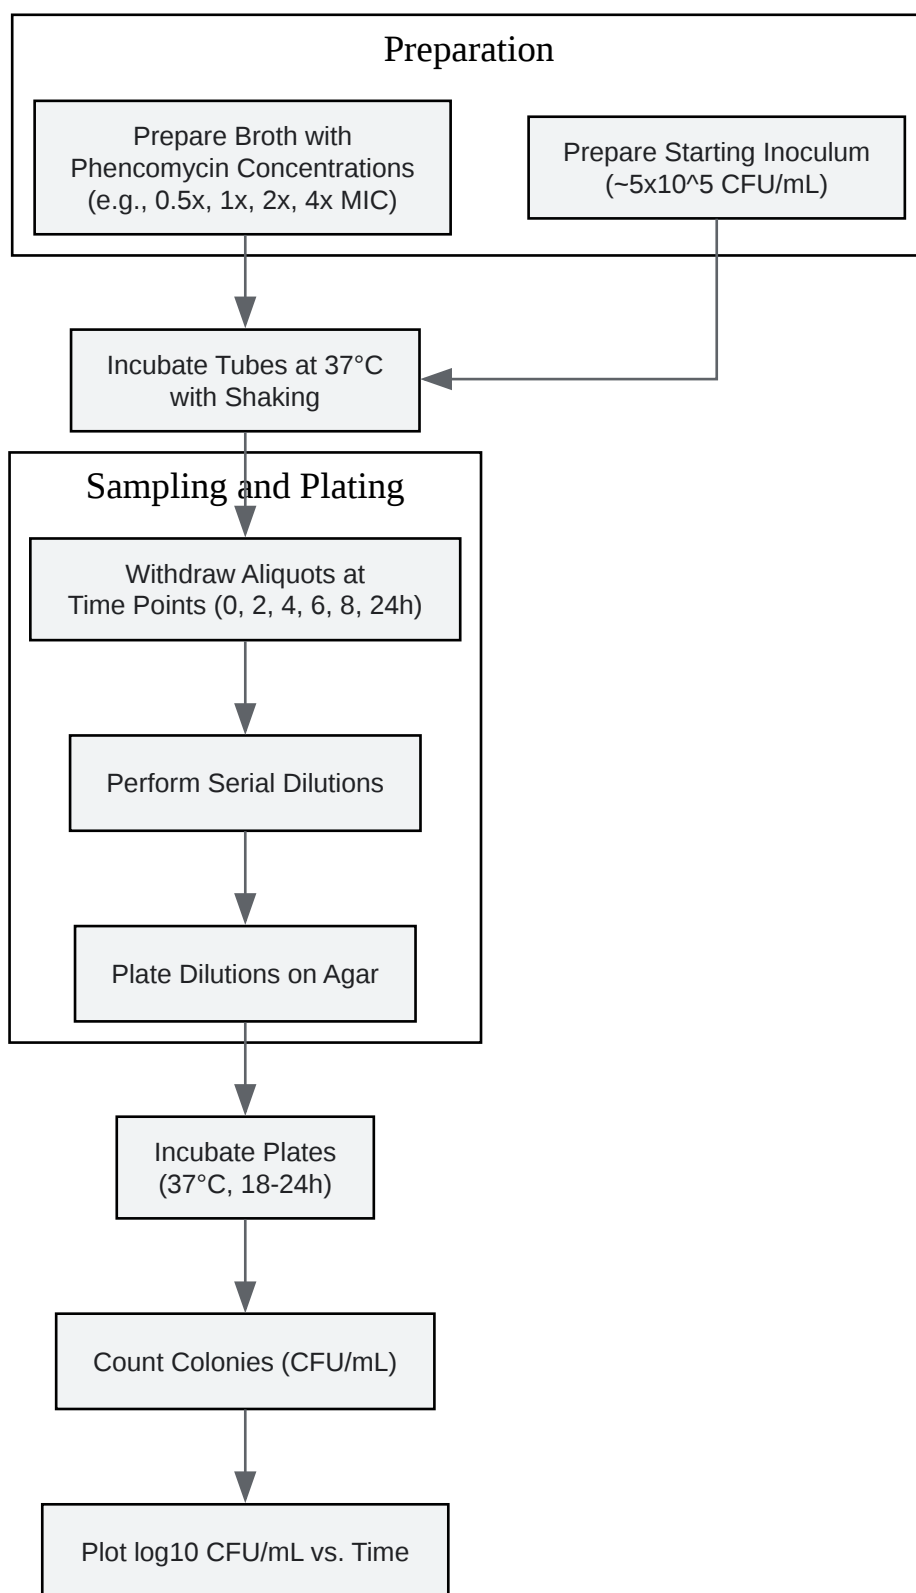 Preparation
Prepare Broth with
Phencomycin Concentrations
(e.g., 0.5x, 1x, 2x, 4x MIC)
Prepare Starting Inoculum
(~5x10^5 CFU/mL)
Incubate Tubes at 37°C
with Shaking
Sampling and Plating
Withdraw Aliquots at
Time Points (0, 2, 4, 6, 8, 24h)
Perform Serial Dilutions
Plate Dilutions on Agar
Incubate Plates
(37°C, 18-24h)
Count Colonies (CFU/mL)
Plot log10 CFU/mL vs. Time